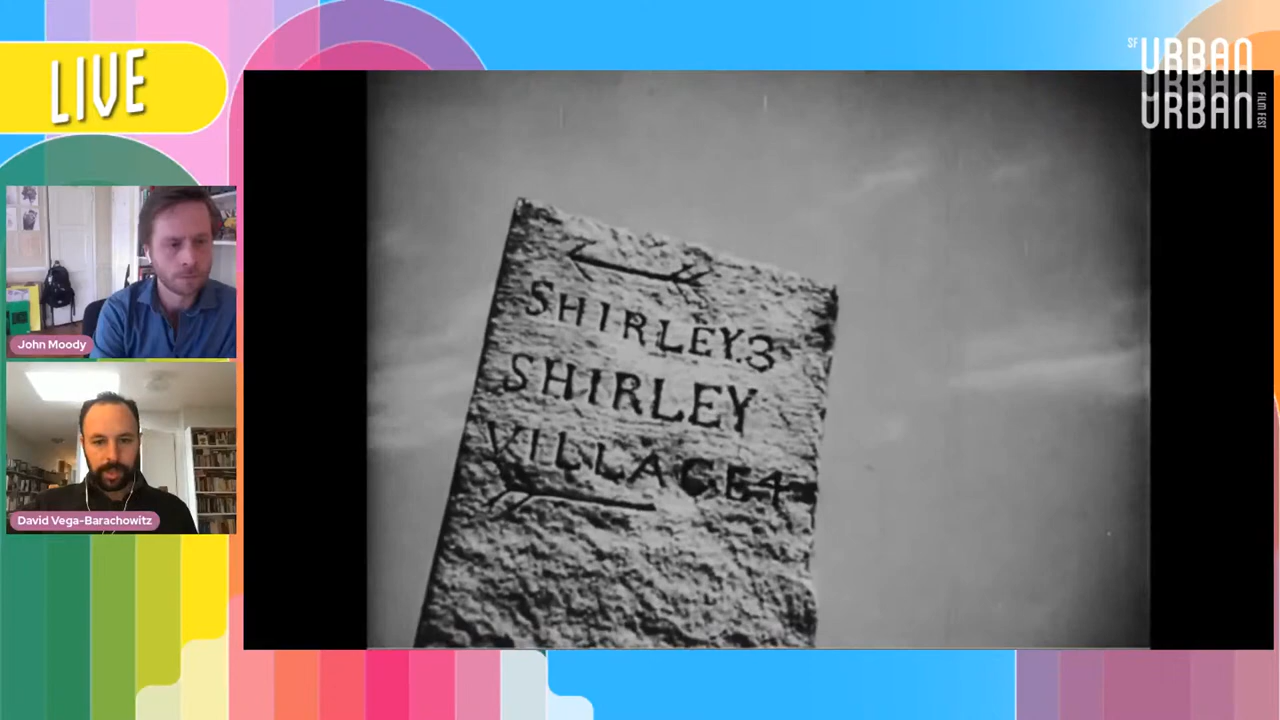 LIVE
SF
URBAN
URBAN
URBAN
FILM FEST
John Moody
David Vega-Barachowitz
SHIRLEY.3
SHIRLEY
VILLAGE 4